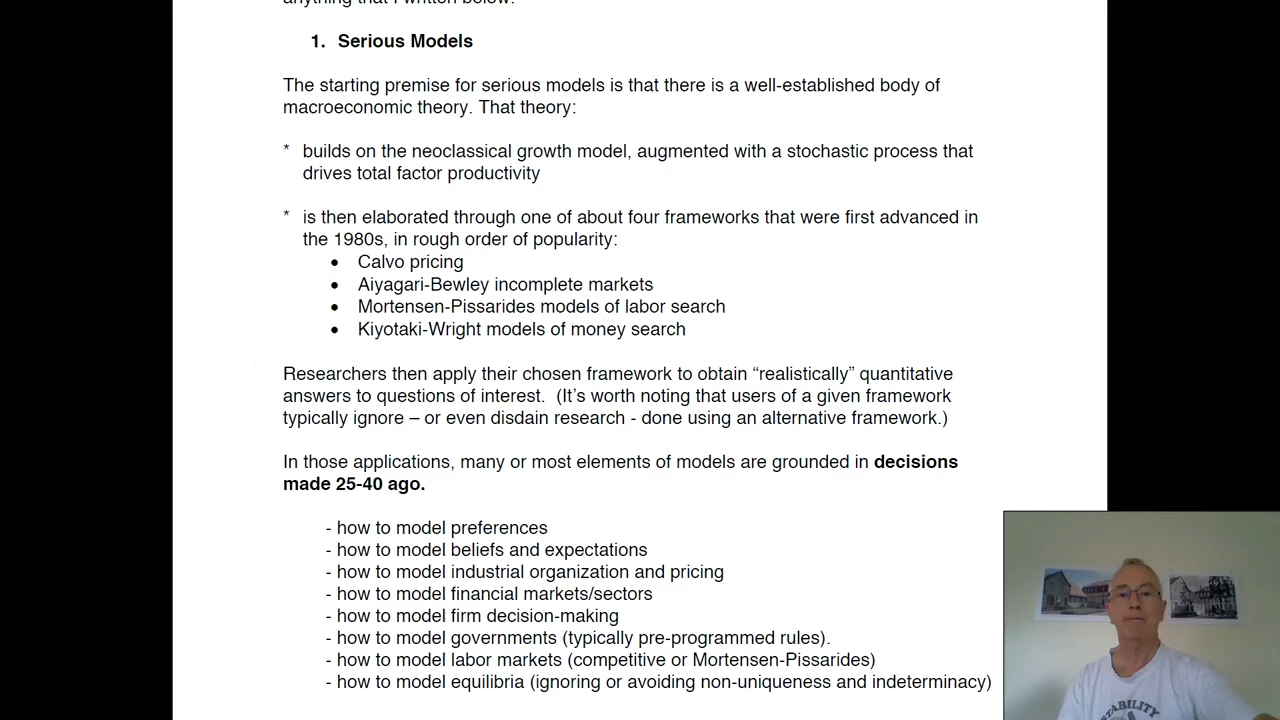 anything that I written below.
1. Serious Models
The starting premise for serious models is that there is a well-established body of
macroeconomic theory. That theory:
* builds on the neoclassical growth model, augmented with a stochastic process that
drives total factor productivity
* is then elaborated through one of about four frameworks that were first advanced in
the 1980s, in rough order of popularity:
• Calvo pricing
• Aiyagari-Bewley incomplete markets
• Mortensen-Pissarides models of labor search
• Kiyotaki-Wright models of money search
Researchers then apply their chosen framework to obtain “realistically” quantitative
answers to questions of interest. (It’s worth noting that users of a given framework
typically ignore – or even disdain research - done using an alternative framework.)
In those applications, many or most elements of models are grounded in decisions
made 25-40 ago.
- how to model preferences
- how to model beliefs and expectations
- how to model industrial organization and pricing
- how to model financial markets/sectors
- how to model firm decision-making
- how to model governments (typically pre-programmed rules).
- how to model labor markets (competitive or Mortensen-Pissarides)
- how to model equilibria (ignoring or avoiding non-uniqueness and indeterminacy)